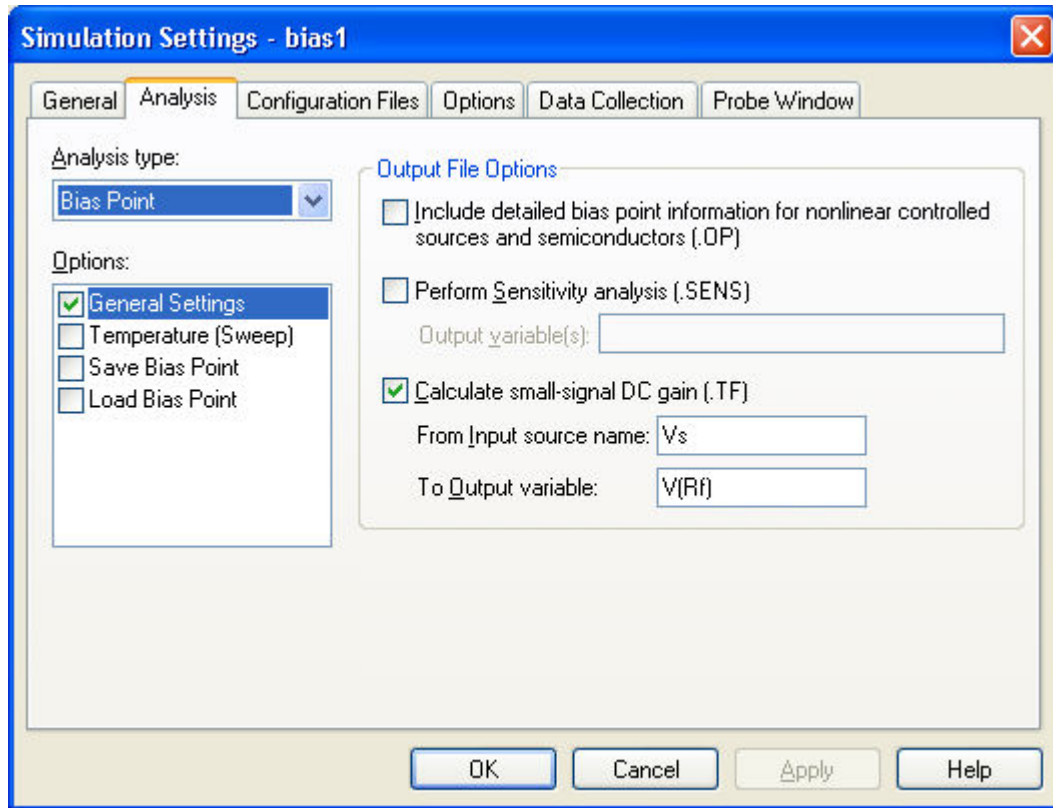 Simulation Settings - bias1
General
Analysis
Configuration Files
Options
Data Collection
Probe Window
Analysis type:
Bias Point
Options:
General Settings
Temperature (Sweep)
Save Bias Point
Load Bias Point
Output File Options
Include detailed bias point information for nonlinear controlled
sources and semiconductors (.OP)
Perform Sensitivity analysis (.SENS)
Output variable(s):
Calculate small-signal DC gain (.TF)
From Input source name: Vs
To Output variable: V(Rf)
OK
Cancel
Apply
Help